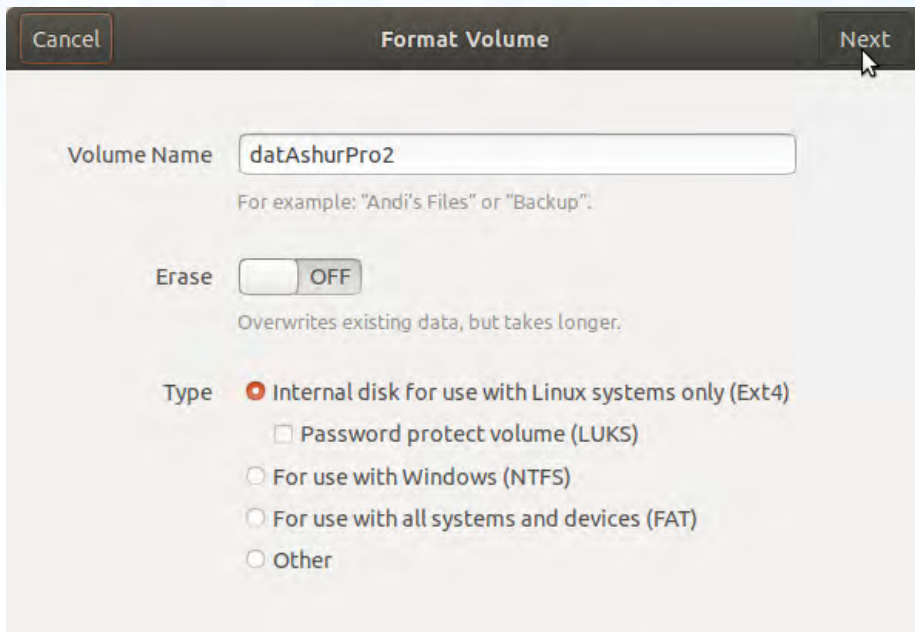 Cancel Format Volume Next
Volume Name datAshurPro2
For example: "Andi's Files" or "Backup".
Erase OFF
Overwrites existing data, but takes longer.
Type Internal disk for use with Linux systems only (Ext4)
Password protect volume (LUKS)
For use with Windows (NTFS)
For use with all systems and devices (FAT)
Other